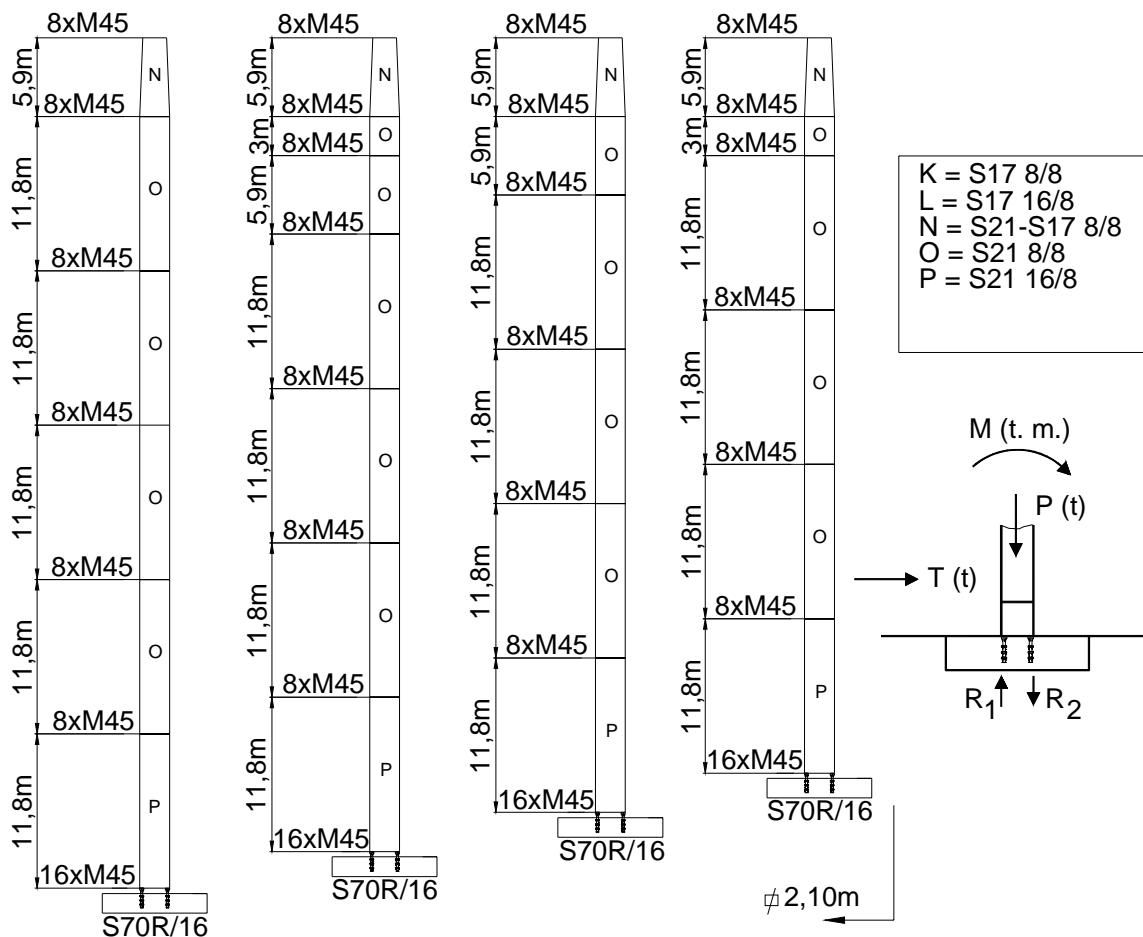 8xM45
5,9m
N
8xM45
11,8m
O
8xM45
11,8m
O
8xM45
11,8m
O
8xM45
11,8m
O
8xM45
11,8m
P
16xM45
S70R/16
8xM45
5,9m
N
8xM45
3m
O
8xM45
5,9m
O
8xM45
11,8m
O
8xM45
11,8m
O
8xM45
11,8m
O
8xM45
11,8m
P
16xM45
S70R/16
8xM45
5,9m
N
8xM45
5,9m
O
8xM45
11,8m
O
8xM45
11,8m
O
8xM45
11,8m
O
8xM45
11,8m
P
16xM45
S70R/16
8xM45
5,9m
N
8xM45
3m
O
8xM45
11,8m
O
8xM45
11,8m
O
8xM45
11,8m
O
8xM45
11,8m
P
16xM45
S70R/16
2,10m
K = S17 8/8
L = S17 16/8
N = S21-S17 8/8
O = S21 8/8
P = S21 16/8
M (t. m.)
P (t)
T (t)
R1
R2